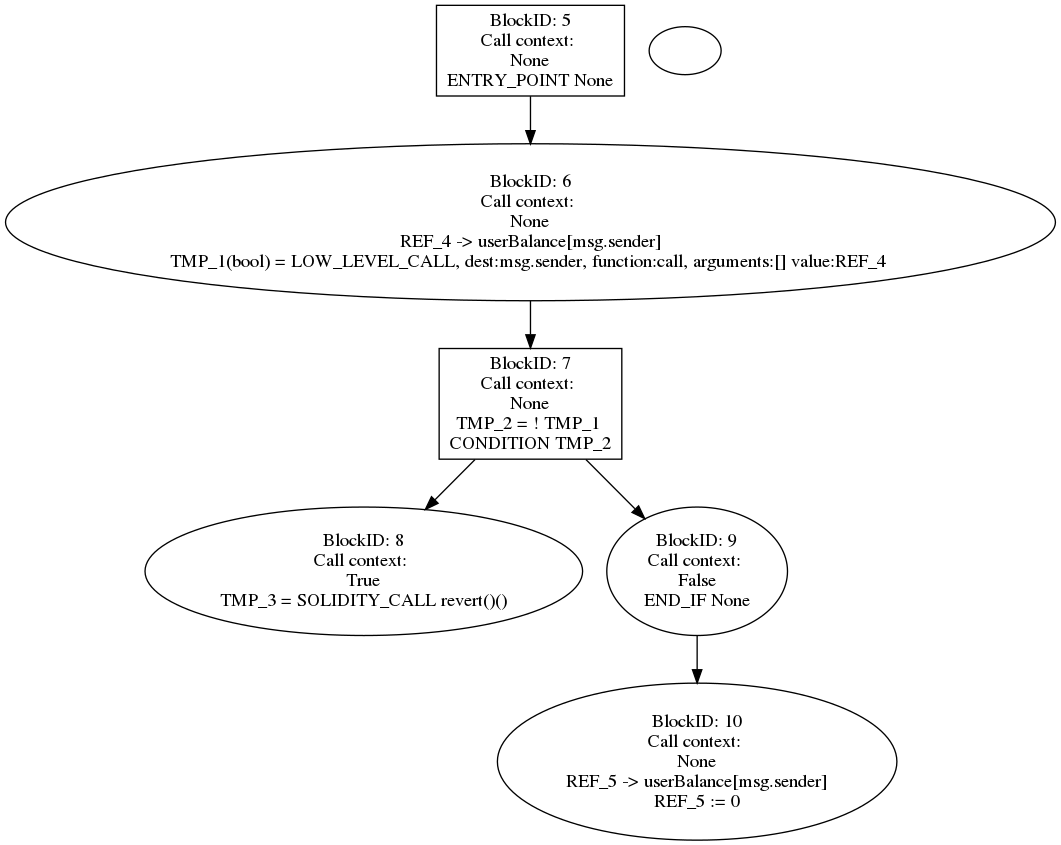 BlockID: 5
Call context:
None
ENTRY_POINT None
BlockID: 6
Call context:
None
REF_4 -> userBalance[msg.sender]
TMP_1(bool) = LOW_LEVEL_CALL, dest:msg.sender, function:call, arguments:[] value:REF_4
BlockID: 7
Call context:
None
TMP_2 = ! TMP_1
CONDITION TMP_2
BlockID: 8
Call context:
True
TMP_3 = SOLIDITY_CALL revert()()
BlockID: 9
Call context:
False
END_IF None
BlockID: 10
Call context:
None
REF_5 -> userBalance[msg.sender]
REF_5 := 0